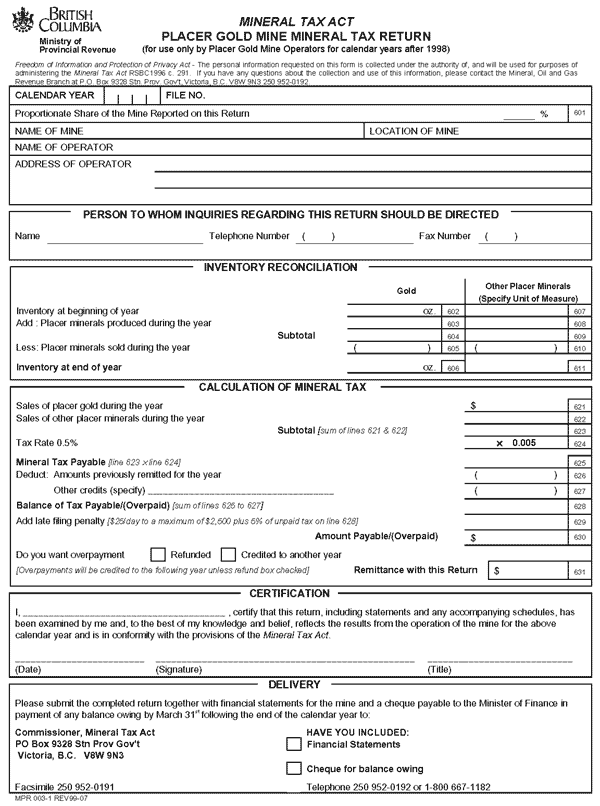 BRITISH
COLUMBIA
Ministry of
Provincial Revenue
MINERAL TAX ACT
PLACER GOLD MINE MINERAL TAX RETURN
(for use only by Placer Gold Mine Operators for calendar years after 1998)
Freedom of Information and Protection of Privacy Act - The personal information requested on this form is collected under the authority of, and will be used for purposes of
administering the Mineral Tax Act RSBC1996 c. 291. If you have any questions about the collection and use of this information, please contact the Mineral, Oil and Gas
Revenue Branch at P.O. Box 9328 Stn. Prov. Gov't, Victoria, B.C. V8W 9N3 250 952-0192.
CALENDAR YEAR FILE NO.
Proportionate Share of the Mine Reported on this Return % 601
NAME OF MINE LOCATION OF MINE
NAME OF OPERATOR
ADDRESS OF OPERATOR
PERSON TO WHOM INQUIRIES REGARDING THIS RETURN SHOULD BE DIRECTED
Name Telephone Number ( ) Fax Number ( )
INVENTORY RECONCILIATION
Gold Other Placer Minerals
(Specify Unit of Measure)
Inventory at beginning of year OZ. 602 607
Add : Placer minerals produced during the year 603 608
Subtotal 604 609
Less: Placer minerals sold during the year ( ) 605 ( ) 610
Inventory at end of year OZ. 606 611
CALCULATION OF MINERAL TAX
Sales of placer gold during the year $ 621
Sales of other placer minerals during the year 622
Subtotal [sum of lines 621 & 622] 623
Tax Rate 0.5% x 0.005 624
Mineral Tax Payable [line 623 x line 624] 625
Deduct: Amounts previously remitted for the year ( ) 626
Other credits (specify) ( ) 627
Balance of Tax Payable/(Overpaid) [sum of lines 626 to 627] 628
Add late filing penalty [$25/day to a maximum of $2,500 plus 5% of unpaid tax on line 628] 629
Amount Payable/(Overpaid) $ 630
Do you want overpayment Refunded Credited to another year
[Overpayments will be credited to the following year unless refund box checked] Remittance with this Return $ 631
CERTIFICATION
I, , certify that this return, including statements and any accompanying schedules, has
been examined by me and, to the best of my knowledge and belief, reflects the results from the operation of the mine for the above
calendar year and is in conformity with the provisions of the Mineral Tax Act.
(Date) (Signature) (Title)
DELIVERY
Please submit the completed return together with financial statements for the mine and a cheque payable to the Minister of Finance in
payment of any balance owing by March 31st following the end of the calendar year to:
Commissioner, Mineral Tax Act HAVE YOU INCLUDED:
PO Box 9328 Stn Prov Gov't Financial Statements
Victoria, B.C. V8W 9N3
Cheque for balance owing
Facsimile 250 952-0191 Telephone 250 952-0192 or 1-800 667-1182
MPR 003-1 REV99-07